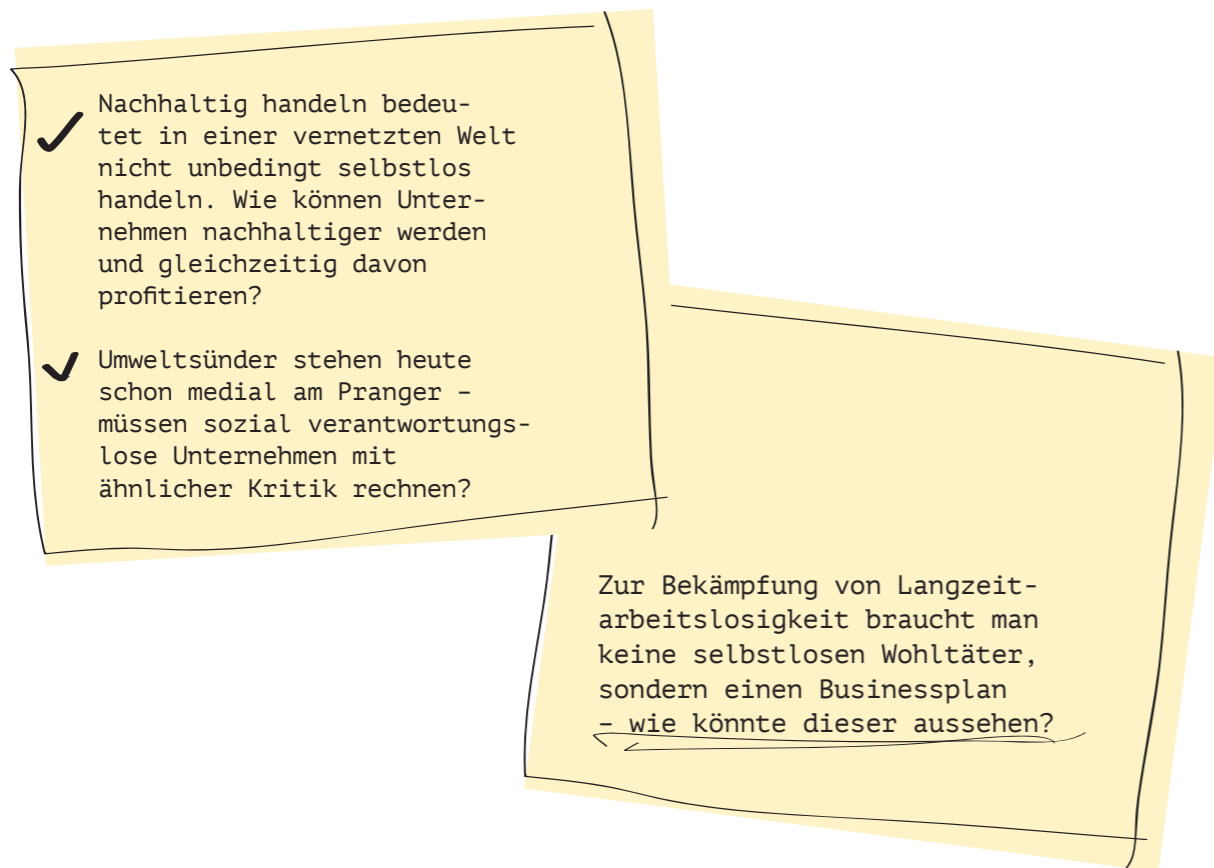 Nachhaltig handeln bedeu-
tet in einer vernetzten Welt
nicht unbedingt selbstlos
handeln. Wie können Unter-
nehmen nachhaltiger werden
und gleichzeitig davon
profitieren?
Umweltsünder stehen heute
schon medial am Pranger –
müssen sozial verantwortungs-
lose Unternehmen mit
ähnlicher Kritik rechnen?
Zur Bekämpfung von Langzeit-
arbeitslosigkeit braucht man
keine selbstlosen Wohltäter,
sondern einen Businessplan
– wie könnte dieser aussehen?